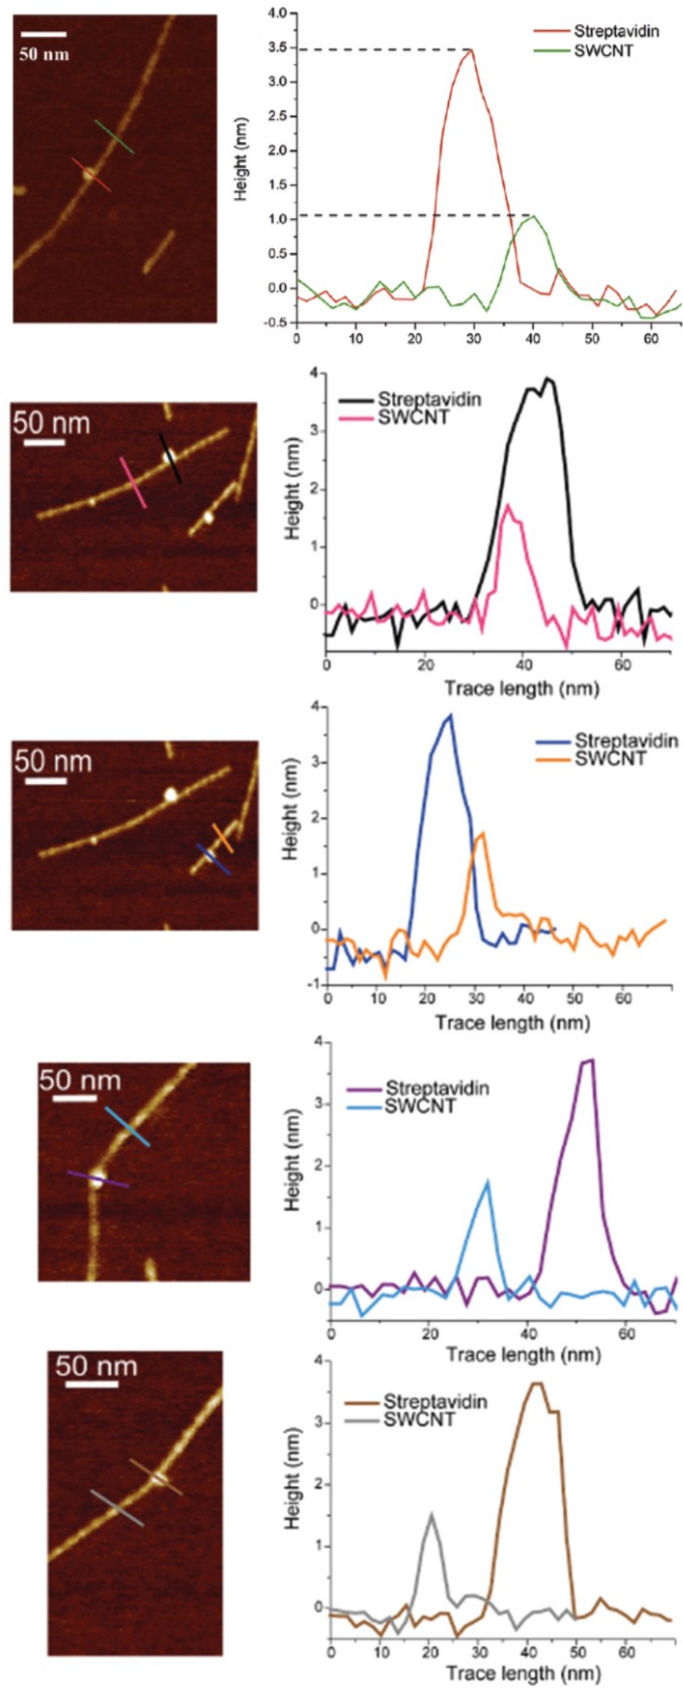 50 nm
4.0
3.5
3.0
2.5
2.0
1.5
1.0
0.5
0.0
-0.5
Height (nm)
Streptavidin
SWCNT
0 10 20 30 40 50 60
50 nm
4
3
2
1
0
Height (nm)
Streptavidin
SWCNT
0 20 40 60
Trace length (nm)
50 nm
4
3
2
1
0
-1
Height (nm)
Streptavidin
SWCNT
0 10 20 30 40 50 60
Trace length (nm)
50 nm
4
3
2
1
0
Height (nm)
Streptavidin
SWCNT
0 20 40 60
Trace length (nm)
50 nm
4
3
2
1
0
Height (nm)
Streptavidin
SWCNT
0 10 20 30 40 50 60
Trace length (nm)